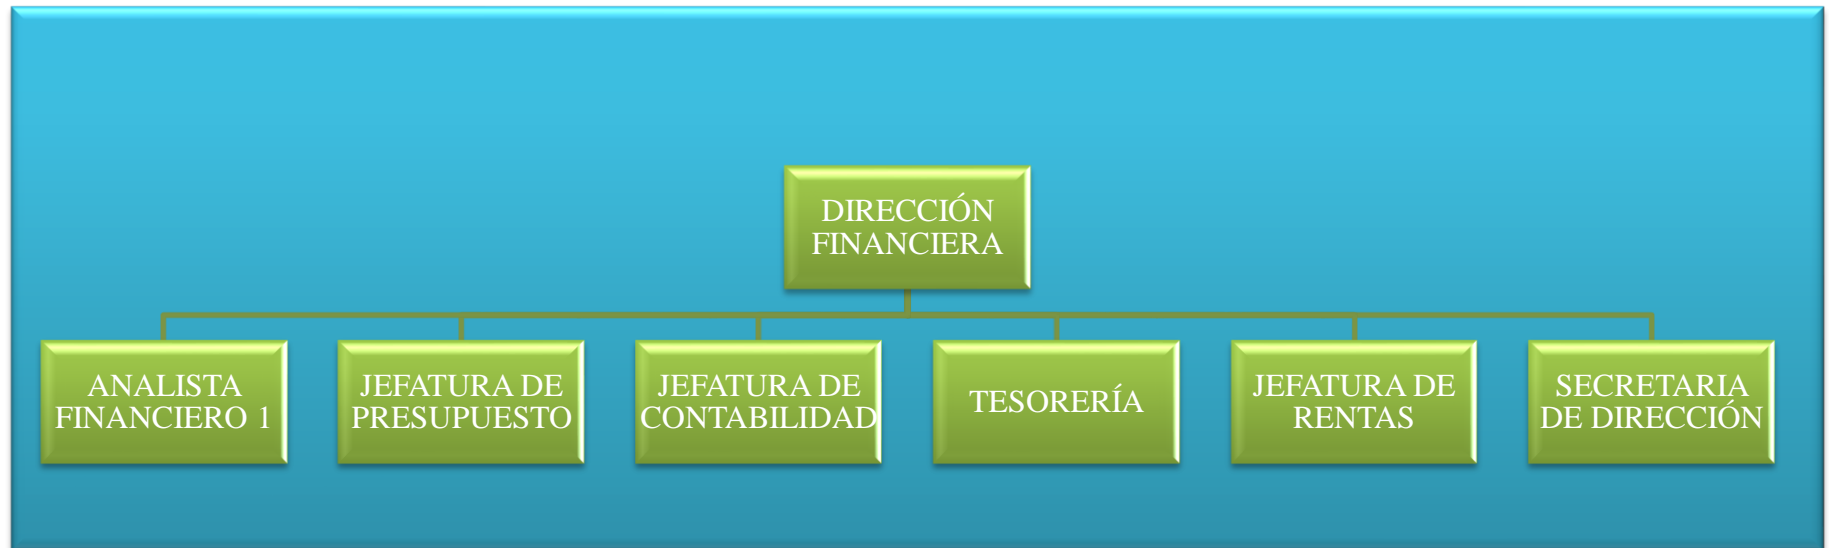 DIRECCIÓN
FINANCIERA
ANALISTA
FINANCIERO 1
JEFATURA DE
PRESUPUESTO
JEFATURA DE
CONTABILIDAD
TESORERÍA
JEFATURA DE
RENTAS
SECRETARIA
DE DIRECCIÓN